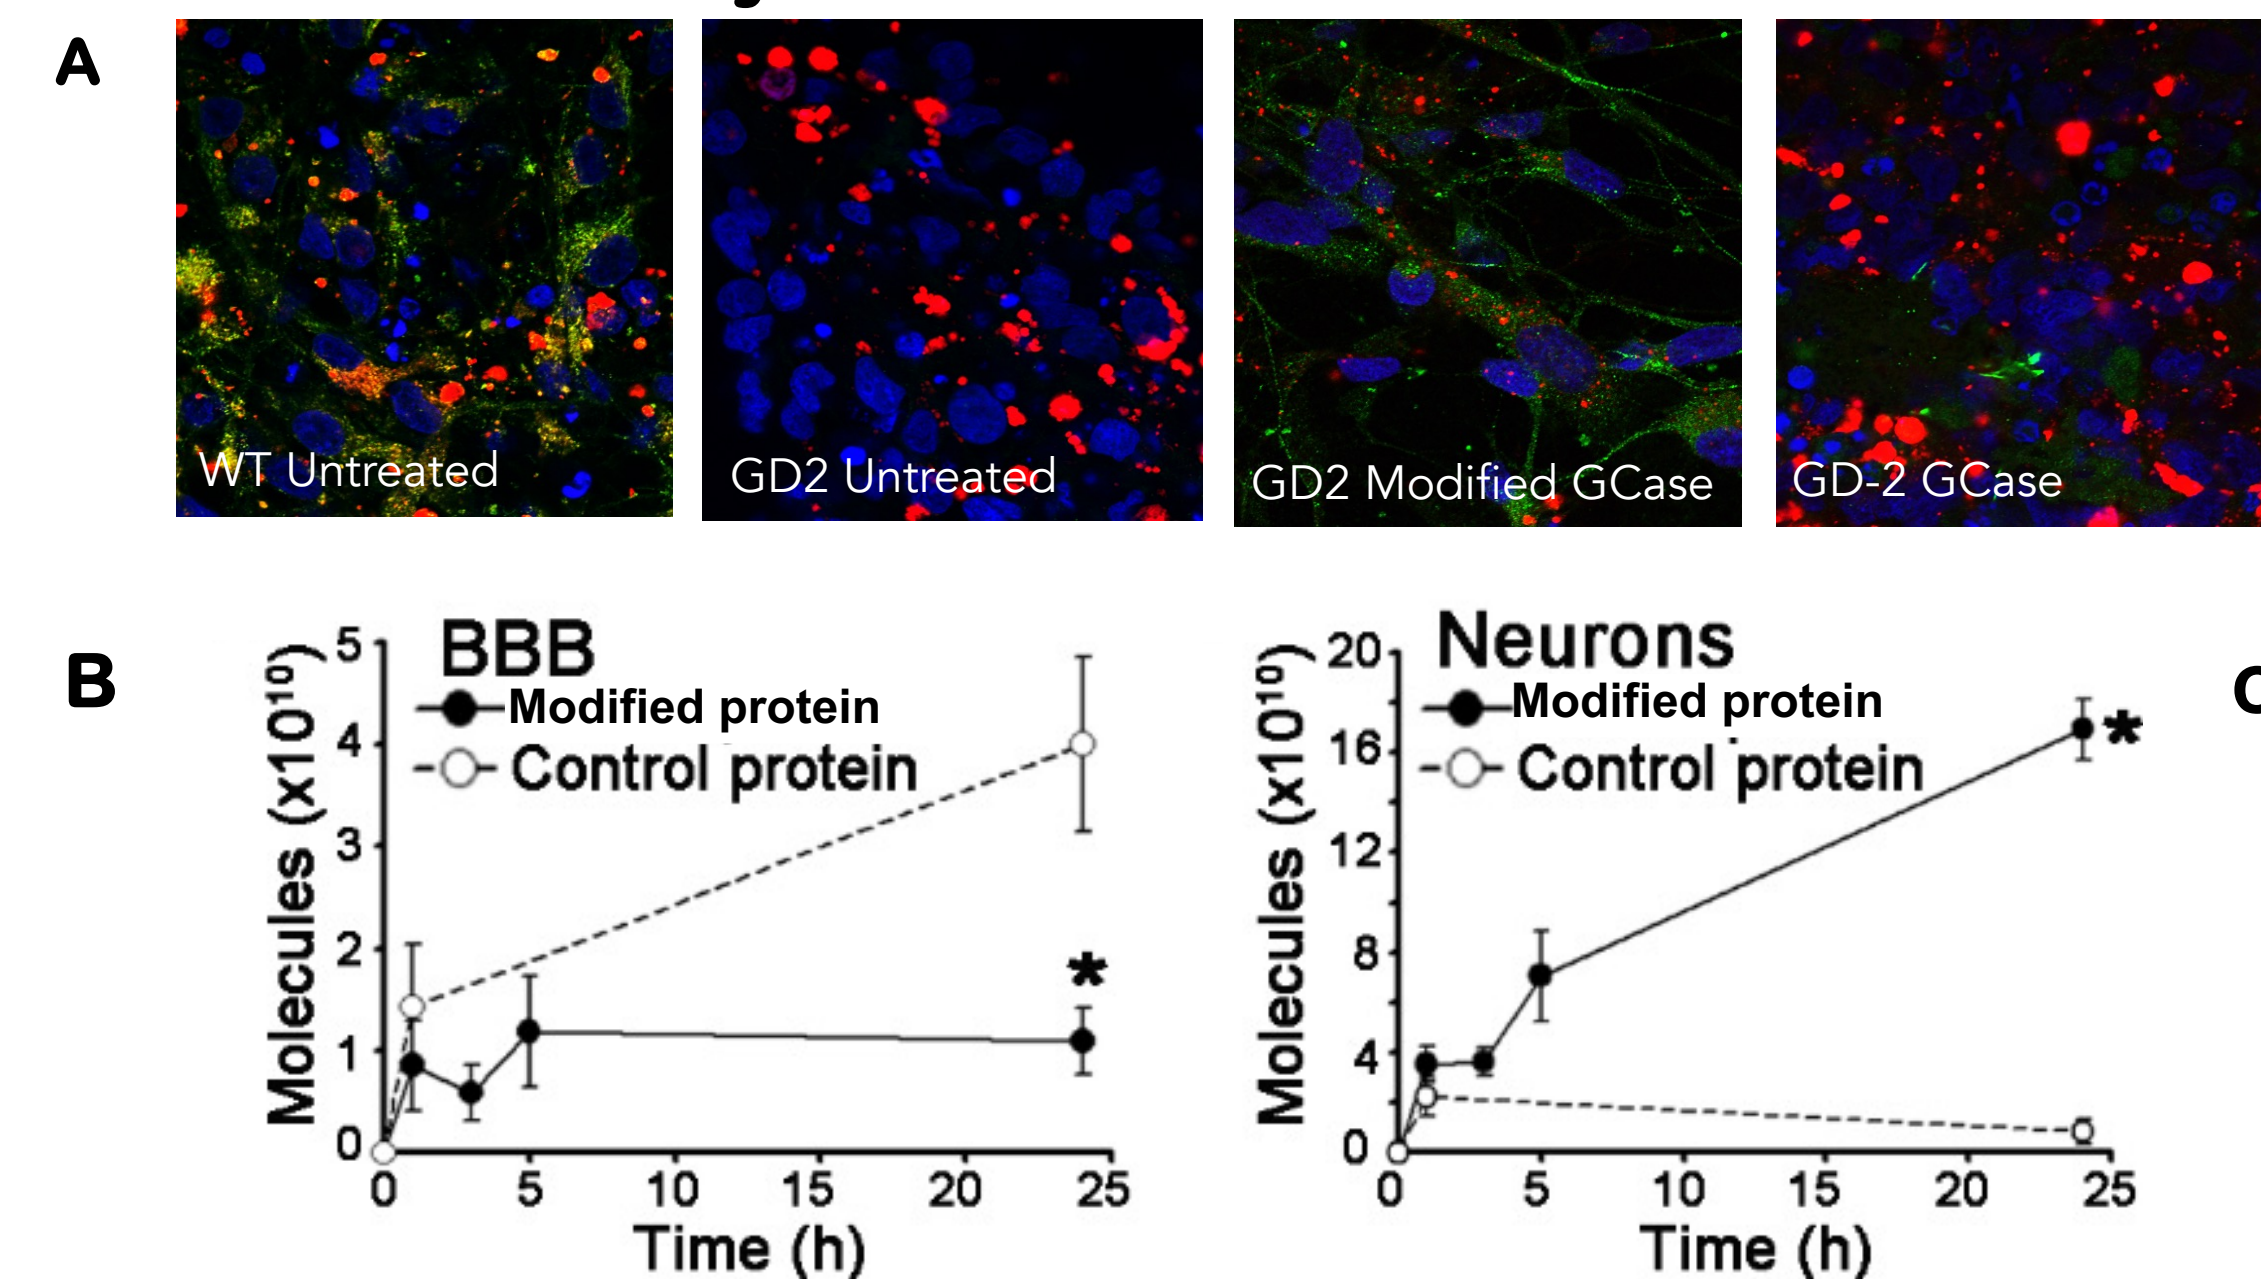 A
WT Untreated
GD2 Untreated
GD2 Modified GCase
GD-2 GCase
B
BBB
Modified protein
Control protein
Molecules (x10¹⁰)
5
4
3
2
1
0
0 5 10 15 20 25
Time (h)
*
Neurons
Modified protein
Control protein
Molecules (x10¹⁰)
20
16
12
8
4
0
0 5 10 15 20 25
Time (h)
*